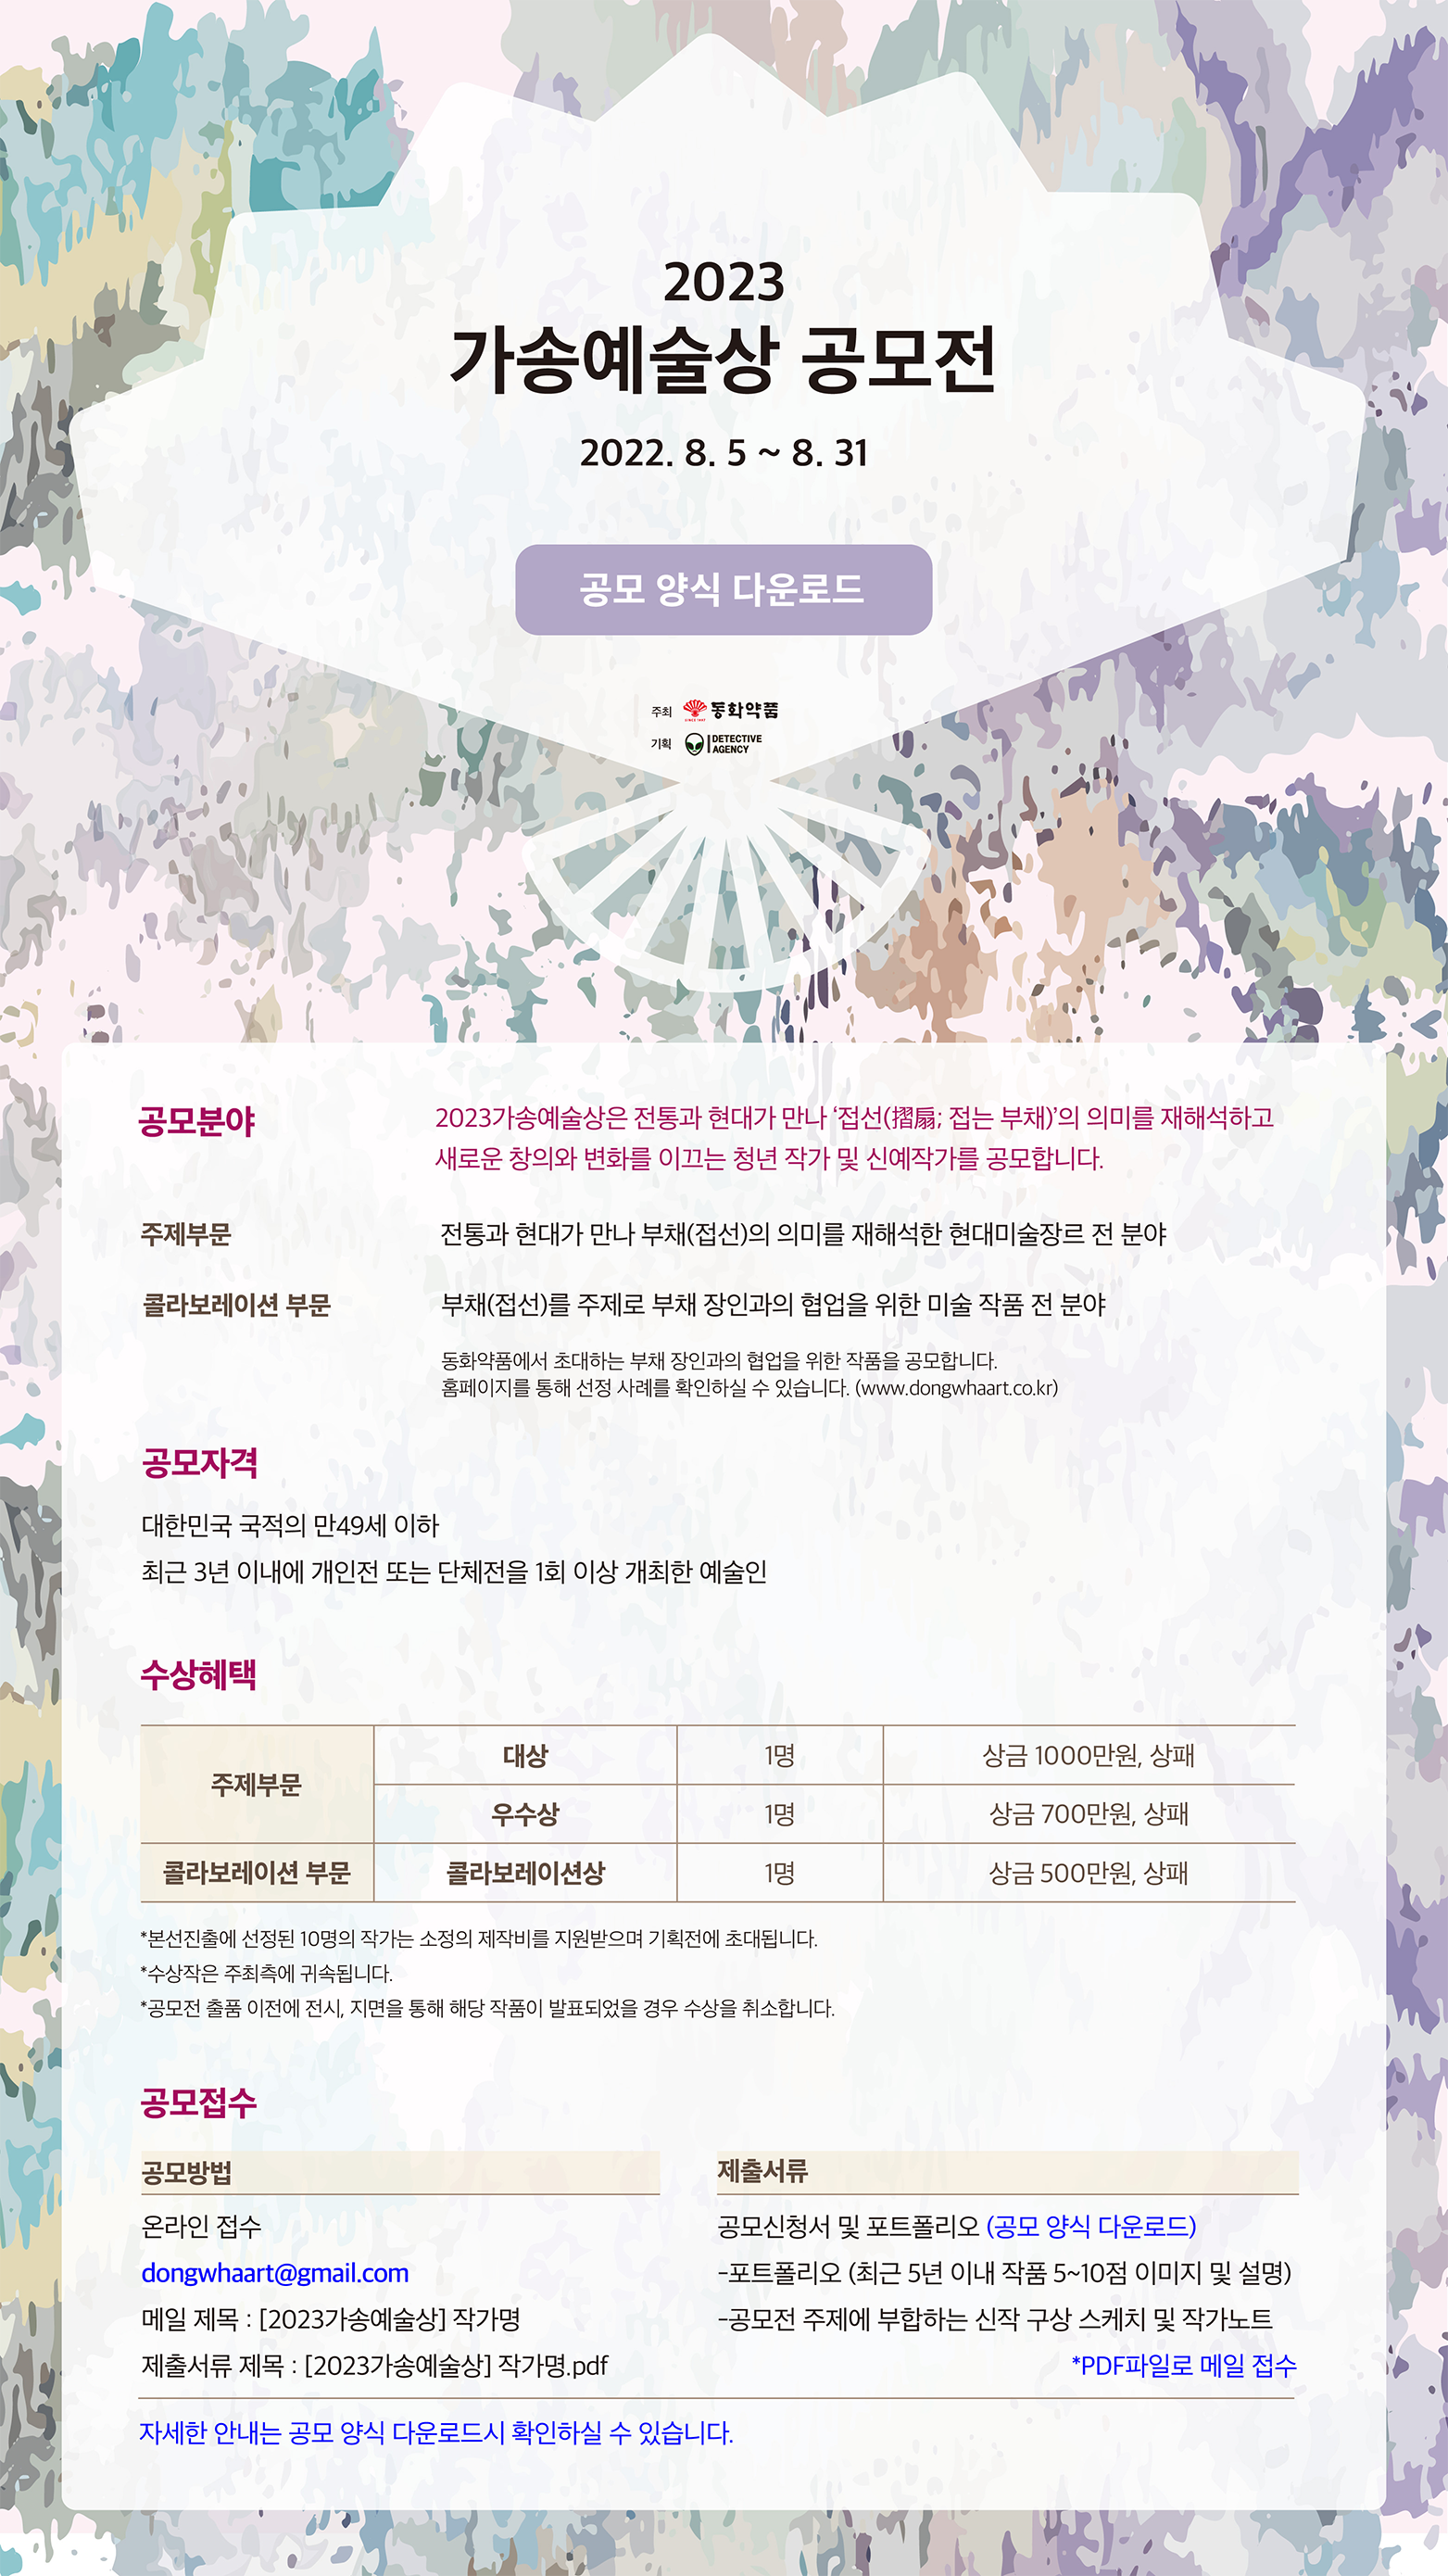 2023
가송예술상 공모전
2022. 8. 5 ~ 8. 31
공모 양식 다운로드
주최 SINCE 1897 동화약품
기획 DETECTIVE AGENCY
공모분야
2023가송예술상은 전통과 현대가 만나 ‘접선(摺扇; 접는 부채)’의 의미를 재해석하고
새로운 창의와 변화를 이끄는 청년 작가 및 신예작가를 공모합니다.
주제부문 전통과 현대가 만나 부채(접선)의 의미를 재해석한 현대미술장르 전 분야
콜라보레이션 부문 부채(접선)를 주제로 부채 장인과의 협업을 위한 미술 작품 전 분야
동화약품에서 초대하는 부채 장인과의 협업을 위한 작품을 공모합니다.
홈페이지를 통해 선정 사례를 확인하실 수 있습니다. (www.dongwhaart.co.kr)
공모자격
대한민국 국적의 만49세 이하
최근 3년 이내에 개인전 또는 단체전을 1회 이상 개최한 예술인
수상혜택
주제부문 대상 1명 상금 1000만원, 상패
우수상 1명 상금 700만원, 상패
콜라보레이션 부문 콜라보레이션상 1명 상금 500만원, 상패
*본선진출에 선정된 10명의 작가는 소정의 제작비를 지원받으며 기획전에 초대됩니다.
*수상작은 주최측에 귀속됩니다.
*공모전 출품 이전에 전시, 지면을 통해 해당 작품이 발표되었을 경우 수상을 취소합니다.
공모접수
공모방법
온라인 접수
dongwhaart@gmail.com
메일 제목 : [2023가송예술상] 작가명
제출서류 제목 : [2023가송예술상] 작가명.pdf
제출서류
공모신청서 및 포트폴리오 (공모 양식 다운로드)
-포트폴리오 (최근 5년 이내 작품 5~10점 이미지 및 설명)
-공모전 주제에 부합하는 신작 구상 스케치 및 작가노트
*PDF파일로 메일 접수
자세한 안내는 공모 양식 다운로드시 확인하실 수 있습니다.